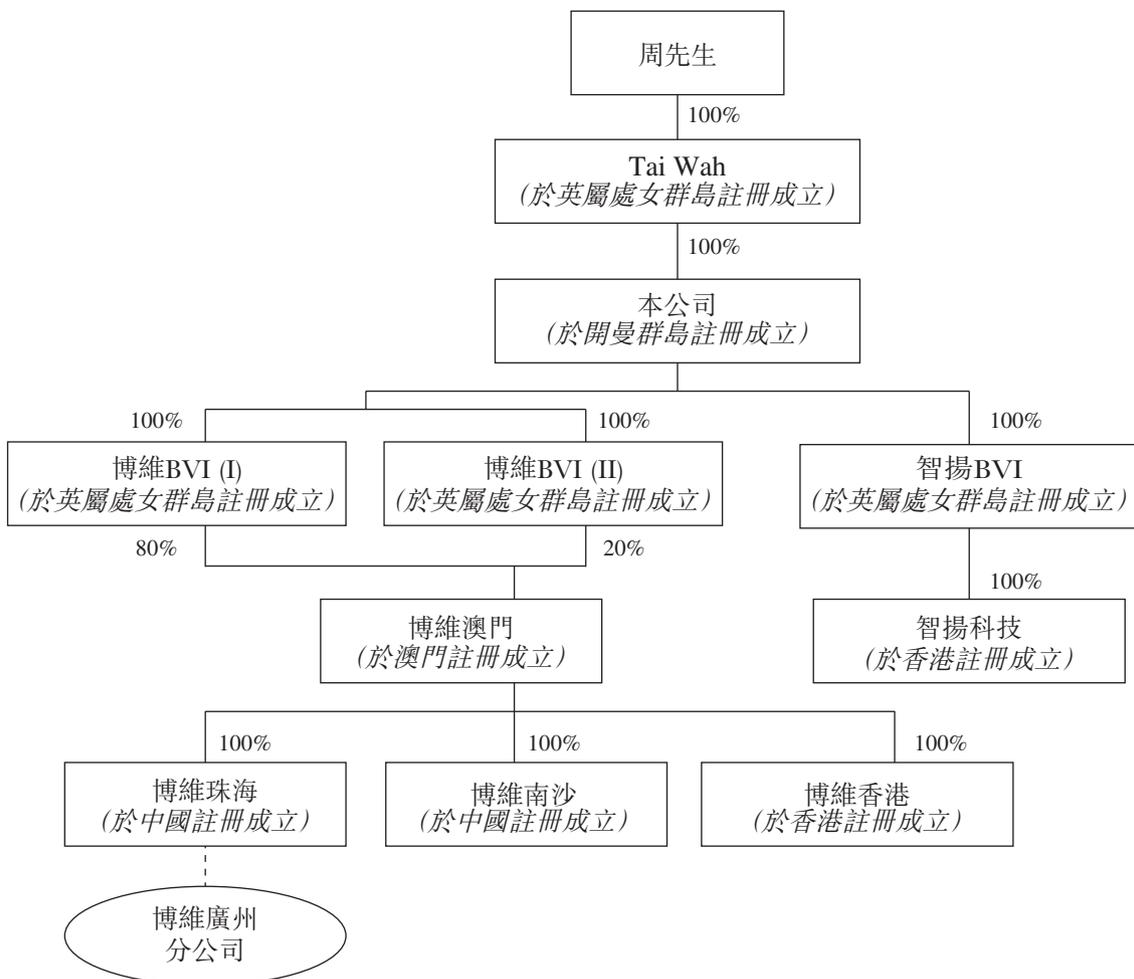 周先生
100%
Tai Wah
(於英屬處女群島註冊成立)
100%
本公司
(於開曼群島註冊成立)
100%
100%
100%
博維BVI (I)
(於英屬處女群島註冊成立)
博維BVI (II)
(於英屬處女群島註冊成立)
智揚BVI
(於英屬處女群島註冊成立)
80%
20%
100%
博維澳門
(於澳門註冊成立)
智揚科技
(於香港註冊成立)
100%
100%
100%
博維珠海
(於中國註冊成立)
博維南沙
(於中國註冊成立)
博維香港
(於香港註冊成立)
博維廣州
分公司